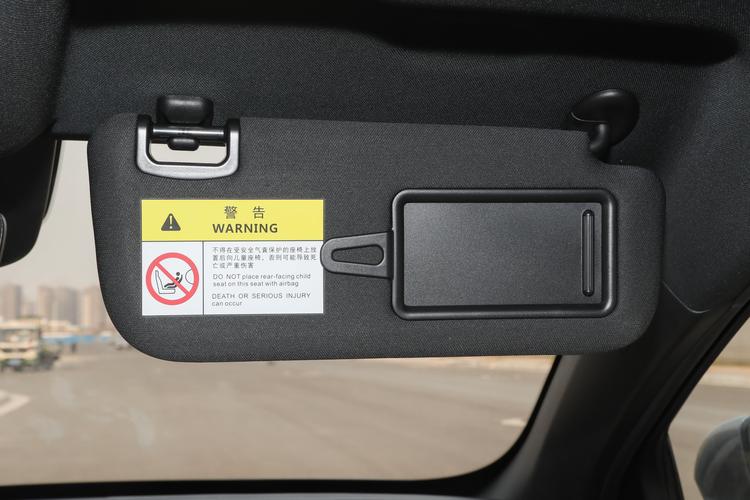 警告
WARNING
不得在受安全气囊保护的座椅上放
置后向儿童座椅，否则可能导致死
亡或严重伤害
DO NOT place rear-facing child
seat on this seat with airbag
DEATH OR SERIOUS INJURY
can occur